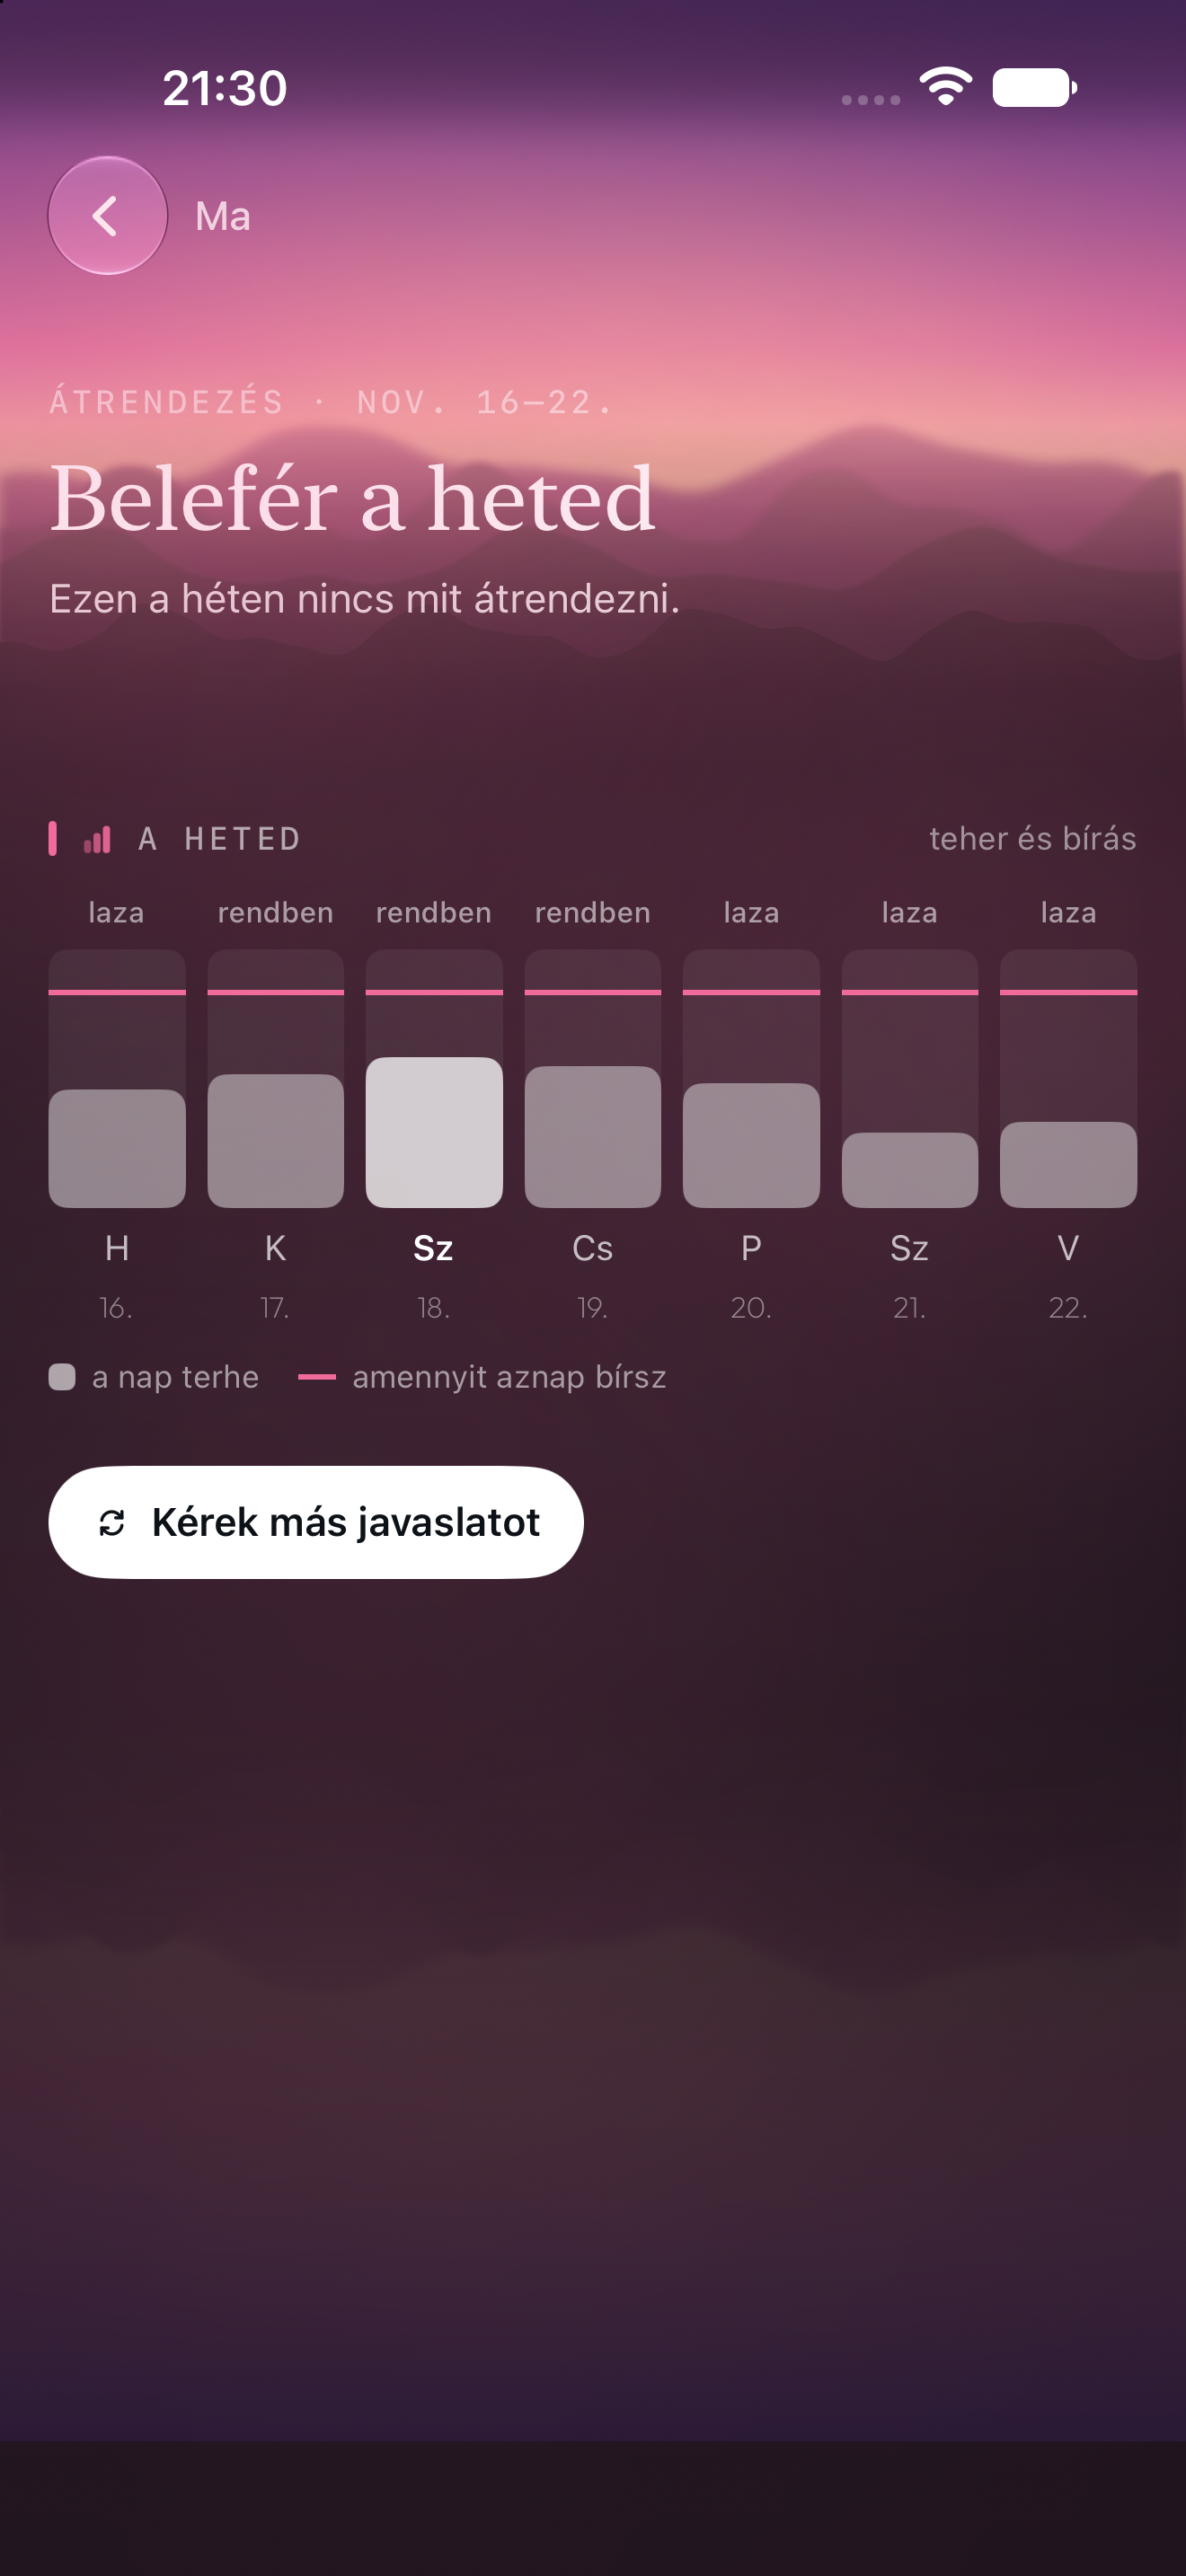 21:30
Ma
ÁTRENDEZÉS · NOV. 16–22.
Belefér a heted
Ezen a héten nincs mit átrendezni.
A HETED teher és bírás
laza rendben rendben rendben laza laza laza
H K Sz Cs P Sz V
16. 17. 18. 19. 20. 21. 22.
a nap terhe amennyit aznap bírsz
Kérek más javaslatot